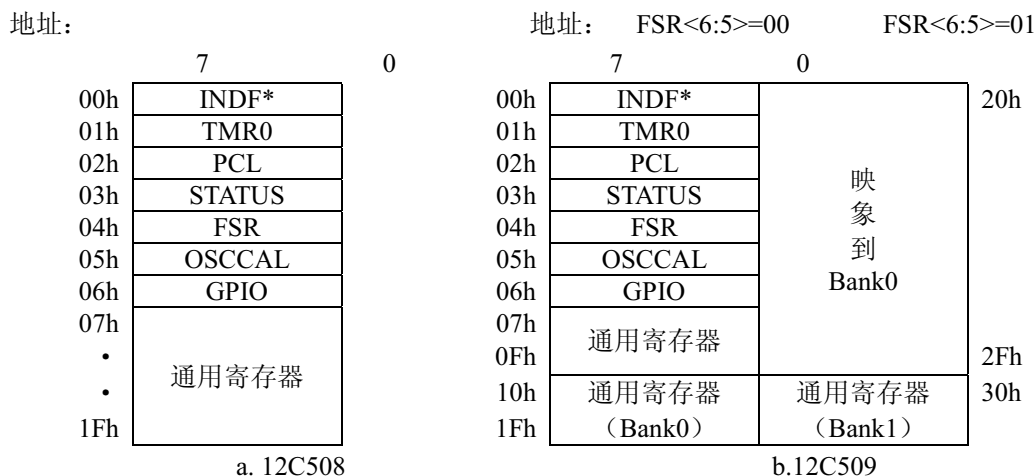 地址：
7 0
00h INDF*
01h TMR0
02h PCL
03h STATUS
04h FSR
05h OSCCAL
06h GPIO
07h
•
通用寄存器
•
1Fh
a. 12C508
地址： FSR<6:5>=00 FSR<6:5>=01
7 0
00h INDF* 20h
01h TMR0
02h PCL
03h STATUS
04h FSR
05h OSCCAL
06h GPIO
映
象
到
Bank0
07h
通用寄存器
0Fh 2Fh
10h 通用寄存器 通用寄存器 30h
1Fh （Bank0） （Bank1）
b.12C509